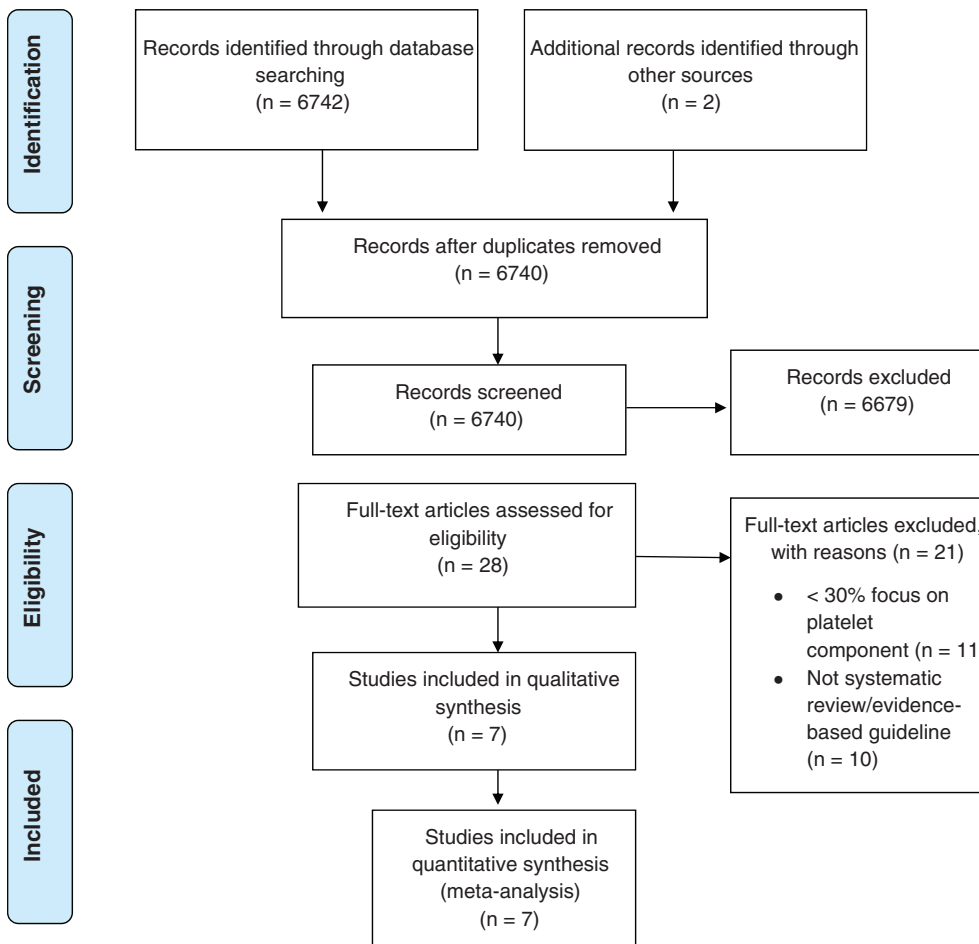 Identification
Records identified through database
searching
(n = 6742)
Additional records identified through
other sources
(n = 2)
Records after duplicates removed
(n = 6740)
Screening
Records screened
(n = 6740)
Records excluded
(n = 6679)
Eligibility
Full-text articles assessed for
eligibility
(n = 28)
Full-text articles excluded,
with reasons (n = 21)
• < 30% focus on
platelet
component (n = 11
• Not systematic
review/evidence-
based guideline
(n = 10)
Studies included in qualitative
synthesis
(n = 7)
Included
Studies included in
quantitative synthesis
(meta-analysis)
(n = 7)